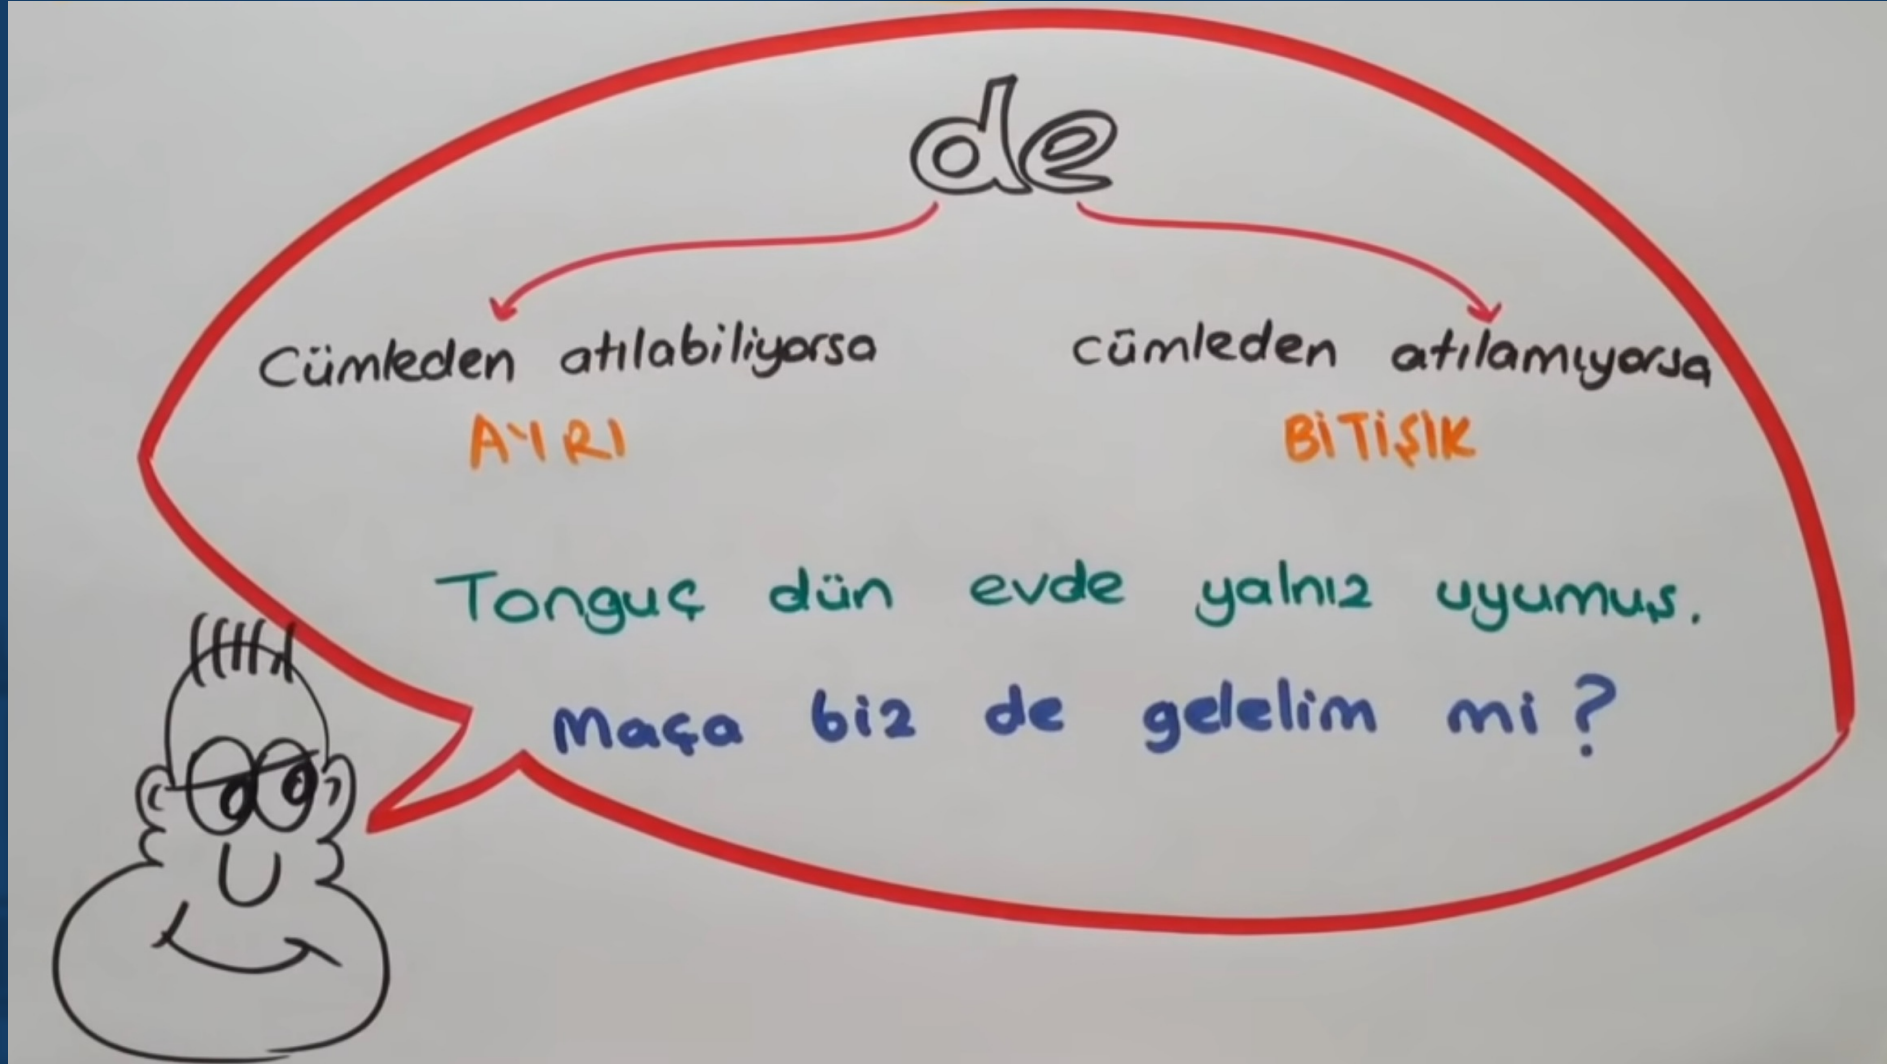 de
Cümleden atılabiliyorsa
cümleden atılamıyorsa
AYRI
BİTİŞİK
Tonguç dün evde yalnız uyumuş.
Maça biz de gelelim mi?